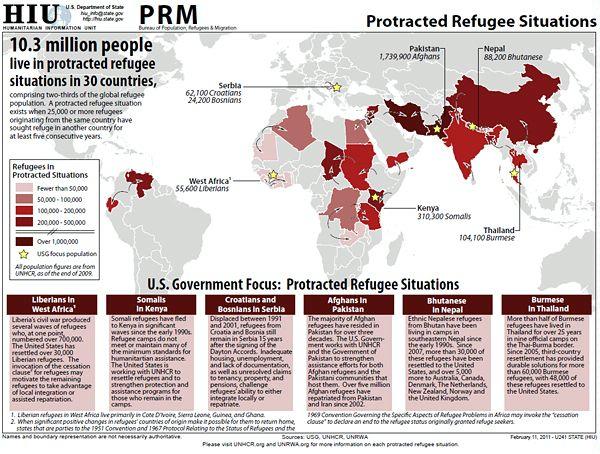 HIU
U.S. Department of State
hiu_info@state.gov
http://hiu.state.gov
HUMANITARIAN INFORMATION UNIT
PRM
Bureau of Population, Refugees & Migration
Protracted Refugee Situations
10.3 million people
live in protracted refugee
situations in 30 countries,
comprising two-thirds of the global refugee
population. A protracted refugee situation
exists when 25,000 or more refugees
originating from the same country have
sought refuge in another country for
at least five consecutive years.
Refugees in
Protracted Situations
Fewer than 50,000
50,000 - 100,000
100,000 - 200,000
200,000 - 500,000
Over 1,000,000
USG focus population
All population figures are from
UNHCR, as of the end of 2009.
Serbia
62,100 Croatians
24,200 Bosnians
Pakistan
1,739,900 Afghans
Nepal
88,200 Bhutanese
West Africa¹
55,600 Liberians
Kenya
310,300 Somalis
Thailand
104,100 Burmese
U.S. Government Focus: Protracted Refugee Situations
Liberians in
West Africa¹
Liberia's civil war produced
several waves of refugees
who, at one point,
numbered over 700,000.
The United States has
resettled over 30,000
Liberian refugees. The
invocation of the cessation
clause² for refugees may
motivate the remaining
refugees to take advantage
of local integration or
assisted repatriation.
Somalis
in Kenya
Somali refugees have fled
to Kenya in significant
waves since the early 1990s.
Refugee camps do not
meet or maintain many of
the minimum standards for
humanitarian assistance.
The United States is
working with UNHCR to
resettle refugees and to
strengthen protection and
assistance programs for
those who remain in the
camps.
Croatians and
Bosnians in Serbia
Displaced between 1991
and 2001, refugees from
Croatia and Bosnia still
remain in Serbia 15 years
after the signing of the
Dayton Accords. Inadequate
housing, unemployment,
and lack of documentation,
as well as unresolved claims
to tenancy, property, and
pensions, challenge
refugees' ability to either
integrate locally or
repatriate.
Afghans in
Pakistan
The majority of Afghan
refugees have resided in
Pakistan for over three
decades. The U.S. Govern-
ment works with UNHCR
and the Government of
Pakistan to strengthen
assistance efforts for both
Afghan refugees and the
Pakistani communities that
host them. Over five million
Afghan refugees have
repatriated from Pakistan
and Iran since 2002.
Bhutanese
in Nepal
Ethnic Nepalese refugees
from Bhutan have been
living in camps in
southeastern Nepal since
the early 1990s. Since
2007, more than 30,000 of
these refugees have been
resettled to the United
States, and over 5,000
more to Australia, Canada,
Denmark, The Netherlands,
New Zealand, Norway and
the United Kingdom.
Burmese
in Thailand
More than half of Burmese
refugees have lived in
Thailand for over 25 years
in nine official camps on
the Thai-Burma border.
Since 2005, third-country
resettlement has provided
durable solutions for more
than 60,000 Burmese
refugees, with 48,000 of
these refugees resettled to
the United States.
1. Liberian refugees in West Africa live primarily in Cote D'Ivoire, Sierra Leone, Guinea, and Ghana.
2. When significant positive changes in refugees' countries of origin make it possible for them to return home,
states that are parties to the 1951 Convention and 1967 Protocol Relating to the Status of Refugees and the
1969 Convention Governing the Specific Aspects of Refugee Problems in Africa may invoke the "cessation
clause" to declare an end to the refugee status originally granted refuge seekers.
Names and boundary representation are not necessarily authoritative.
Sources: USG, UNHCR, UNRWA
February 11, 2011 - U241 STATE (HIU)
Please visit UNHCR.org and UNRWA.org for more information on each protracted refugee situation.